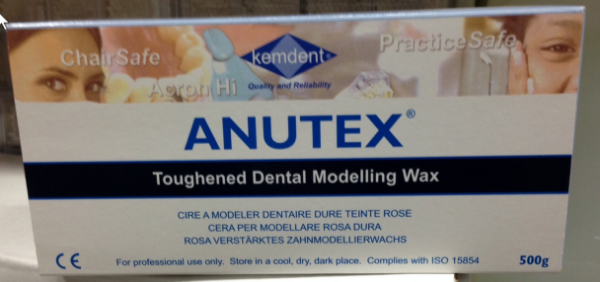 ChairSafe
kemdent®
PracticeSafe
Acron Hi
Quality and Reliability
ANUTEX®
Toughened Dental Modelling Wax
CIRE A MODELER DENTAIRE DURE TEINTE ROSE
CERA PER MODELLARE ROSA DURA
ROSA VERSTÄRKTES ZAHNMODELLIERWACHS
CE For professional use only. Store in a cool, dry, dark place. Complies with ISO 15854 500g